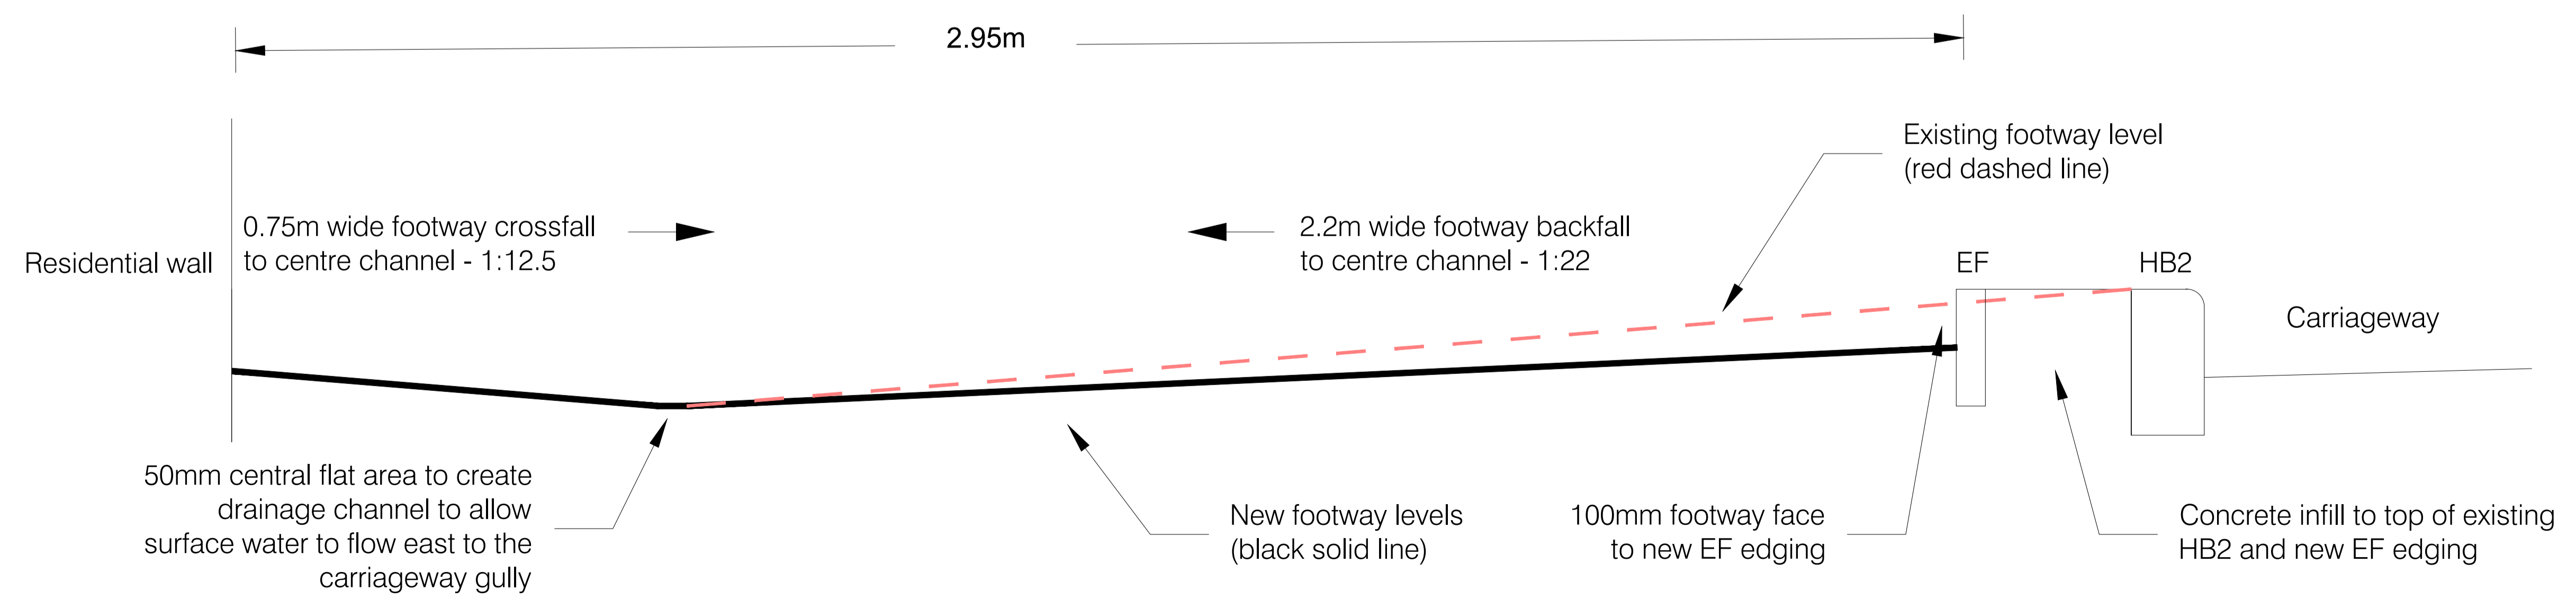 2.95m
Existing footway level
(red dashed line)
0.75m wide footway crossfall
to centre channel - 1:12.5
2.2m wide footway backfall
to centre channel - 1:22
Residential wall
EF
HB2
Carriageway
50mm central flat area to create
drainage channel to allow
surface water to flow east to the
carriageway gully
New footway levels
(black solid line)
100mm footway face
to new EF edging
Concrete infill to top of existing
HB2 and new EF edging